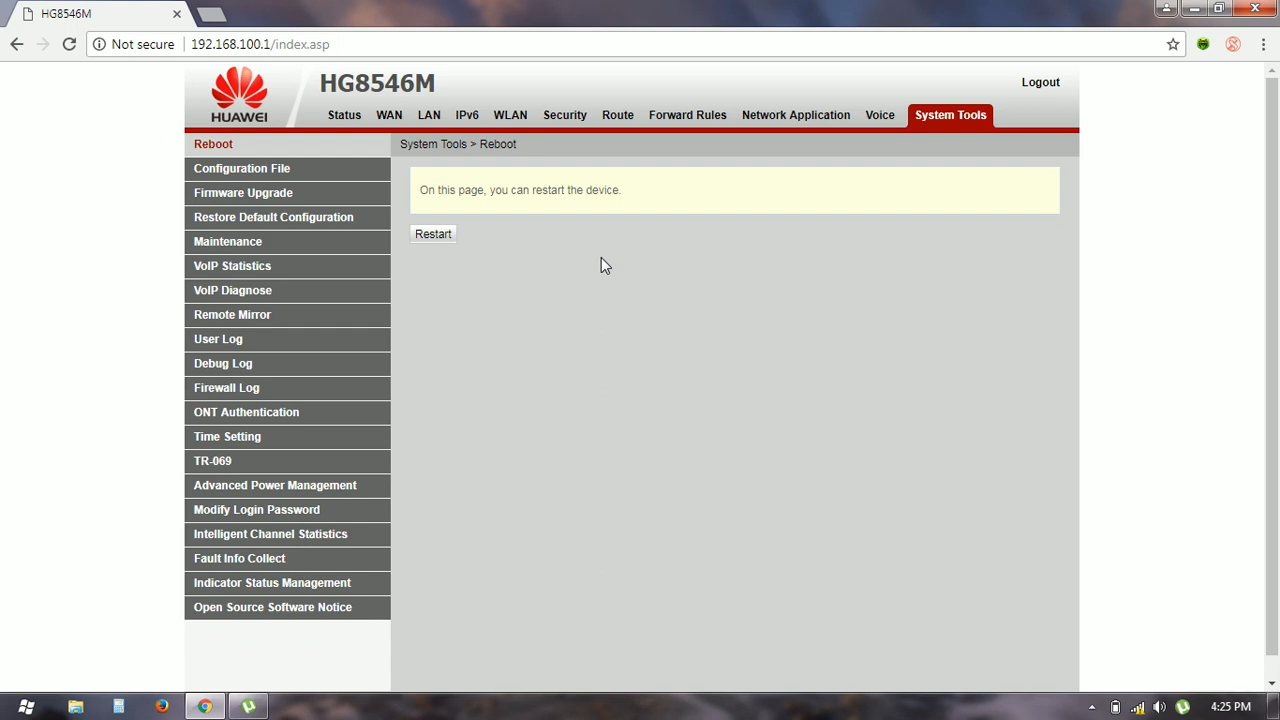 HG8546M
Not secure
192.168.100.1/index.asp
HUAWEI
HG8546M
Logout
Status WAN LAN IPv6 WLAN Security Route Forward Rules Network Application Voice System Tools
Reboot
System Tools > Reboot
Configuration File
On this page, you can restart the device.
Firmware Upgrade
Restore Default Configuration
Restart
Maintenance
VoIP Statistics
VoIP Diagnose
Remote Mirror
User Log
Debug Log
Firewall Log
ONT Authentication
Time Setting
TR-069
Advanced Power Management
Modify Login Password
Intelligent Channel Statistics
Fault Info Collect
Indicator Status Management
Open Source Software Notice
4:25 PM